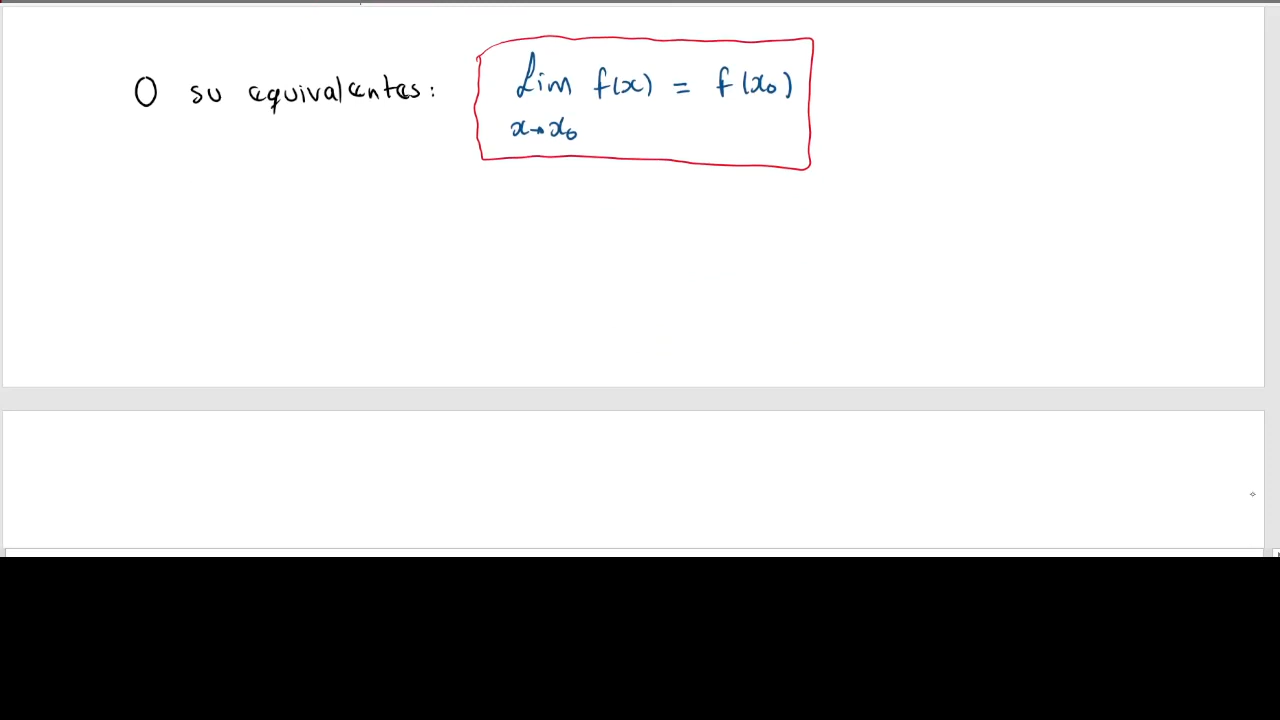 O su equivalentes: Lim f(x) = f(x₀)
x→x₀